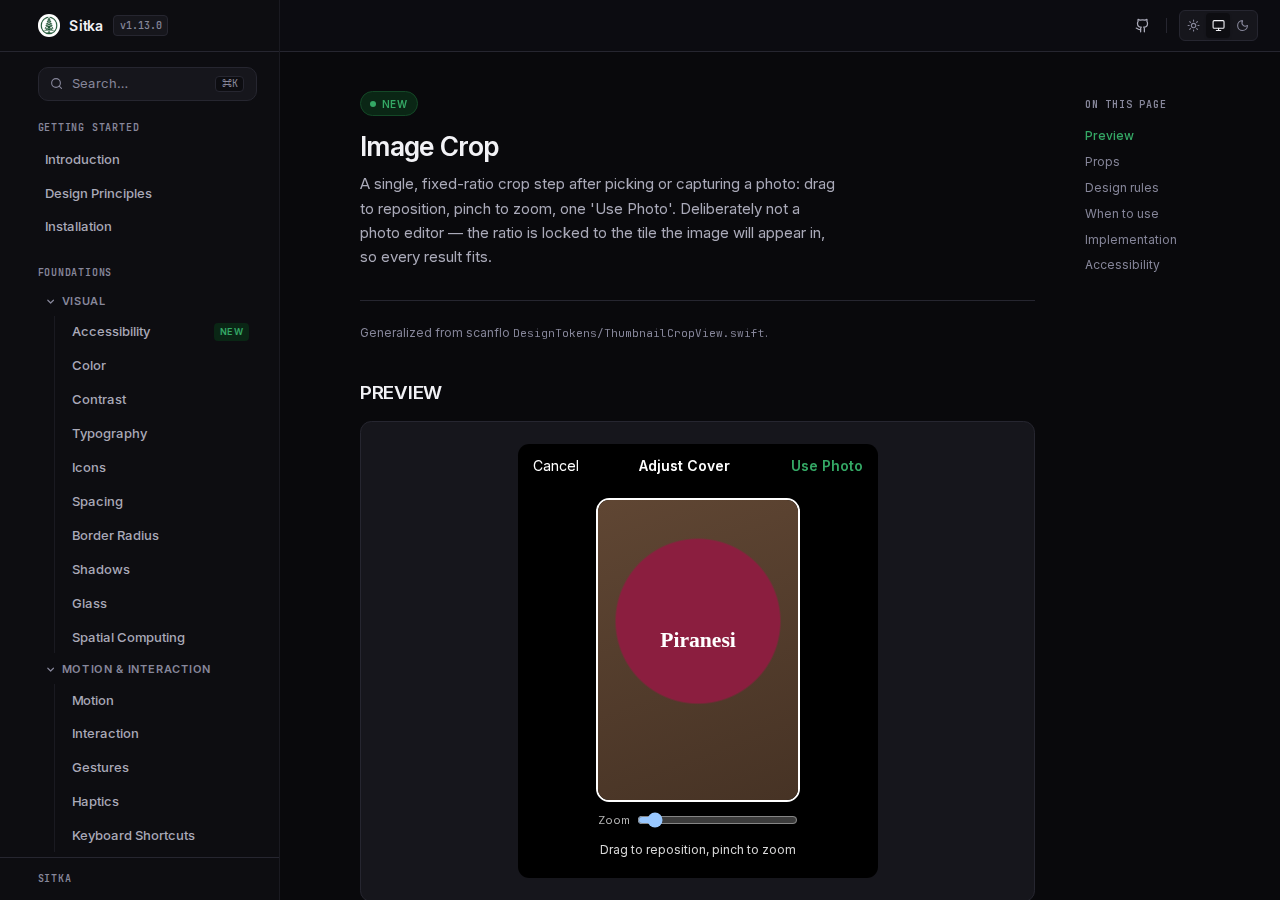 Sitka
v1.13.0
Search...
⌘K
GETTING STARTED
Introduction
Design Principles
Installation
FOUNDATIONS
VISUAL
Accessibility
NEW
Color
Contrast
Typography
Icons
Spacing
Border Radius
Shadows
Glass
Spatial Computing
MOTION & INTERACTION
Motion
Interaction
Gestures
Haptics
Keyboard Shortcuts
SITKA
NEW
Image Crop
A single, fixed-ratio crop step after picking or capturing a photo: drag
to reposition, pinch to zoom, one 'Use Photo'. Deliberately not a
photo editor — the ratio is locked to the tile the image will appear in,
so every result fits.
Generalized from scanflo DesignTokens/ThumbnailCropView.swift.
PREVIEW
Cancel
Adjust Cover
Use Photo
Piranesi
Zoom
Drag to reposition, pinch to zoom
ON THIS PAGE
Preview
Props
Design rules
When to use
Implementation
Accessibility